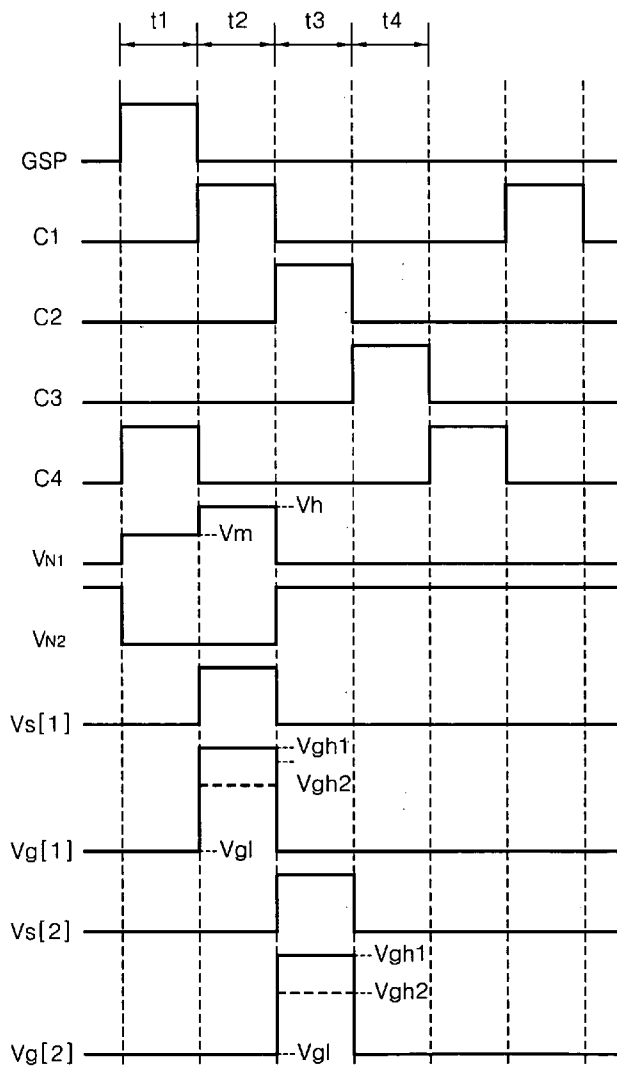 t1 t2 t3 t4
GSP
C1
C2
C3
C4
Vh
Vm
VN1
VN2
Vs[1]
Vgh1
Vgh2
Vg[1]
Vgl
Vs[2]
Vgh1
Vgh2
Vg[2]
Vgl